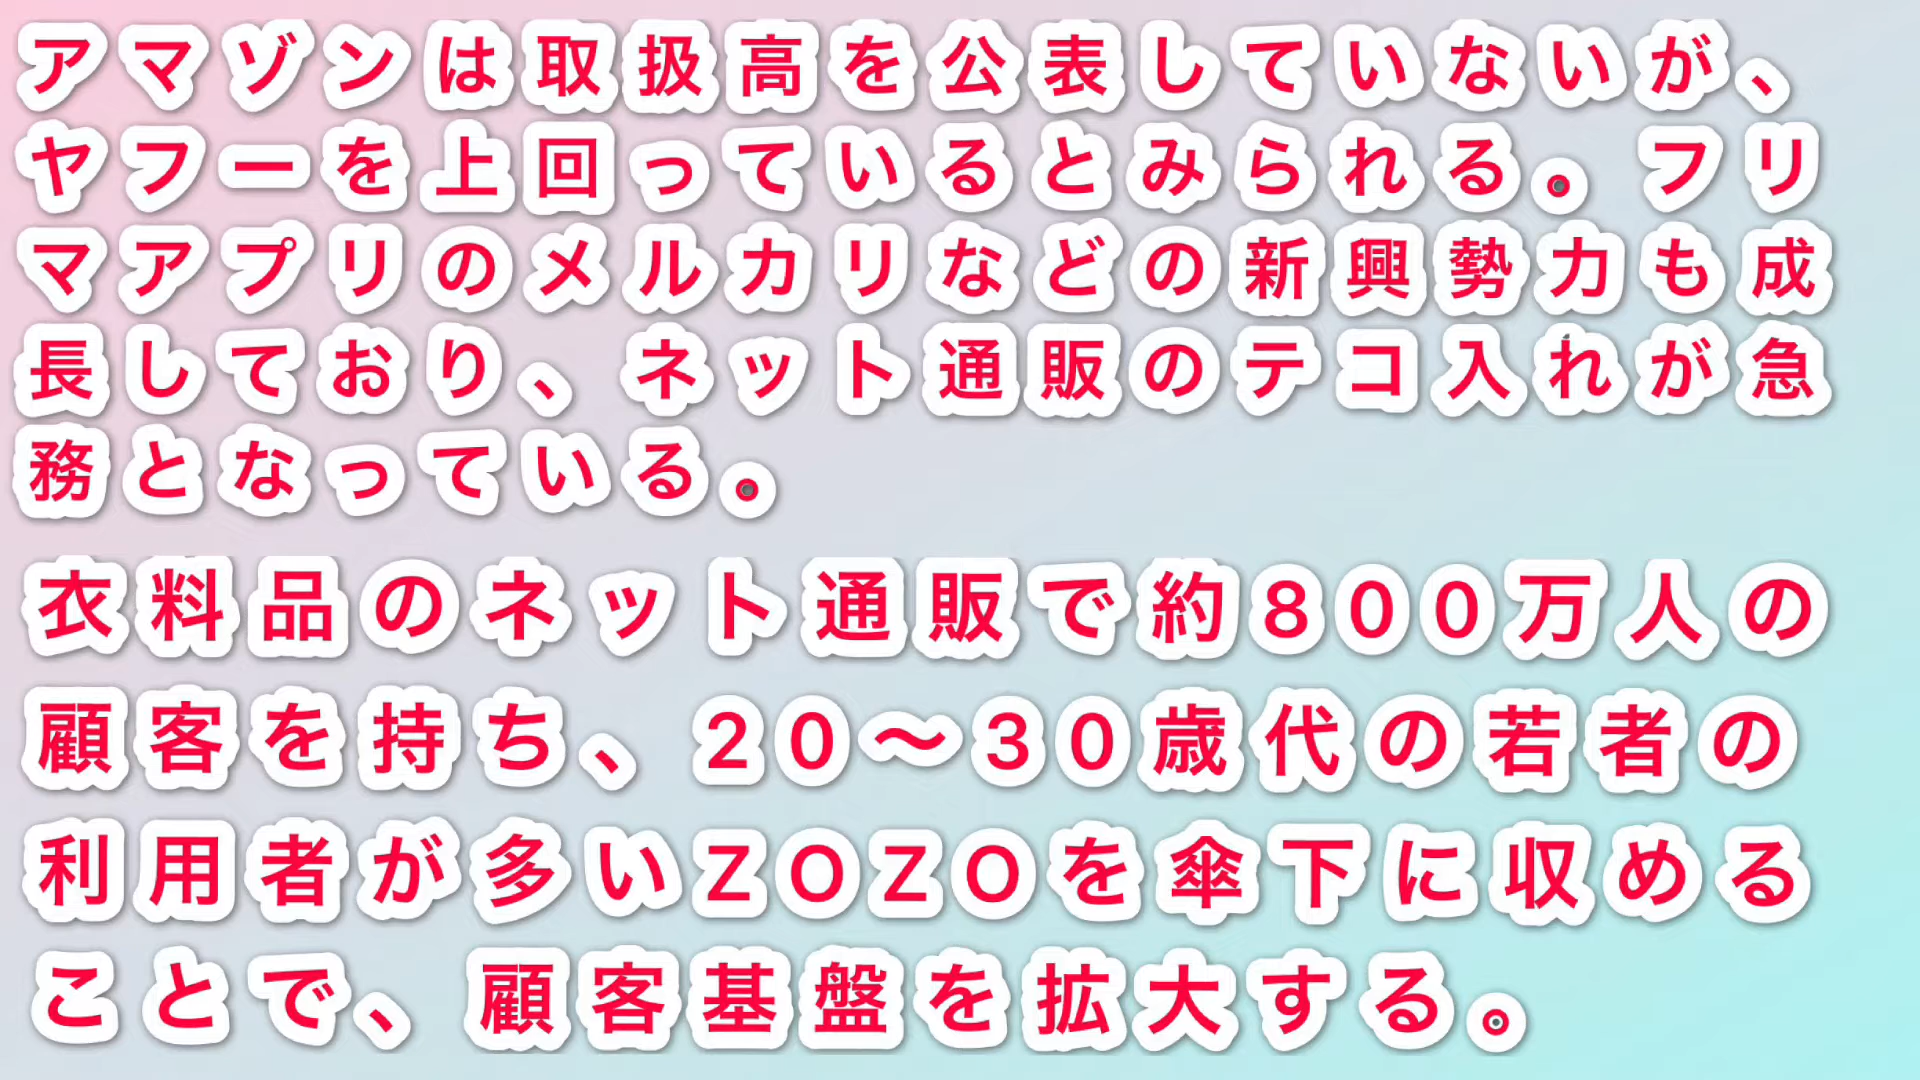 アマゾンは取扱高を公表していないが、
ヤフーを上回っているとみられる。フリ
マアプリのメルカリなどの新興勢力も成
長しており、ネット通販のテコ入れが急
務となっている。
衣料品のネット通販で約800万人の
顧客を持ち、20〜30歳代の若者の
利用者が多いZOZOを傘下に収める
ことで、顧客基盤を拡大する。